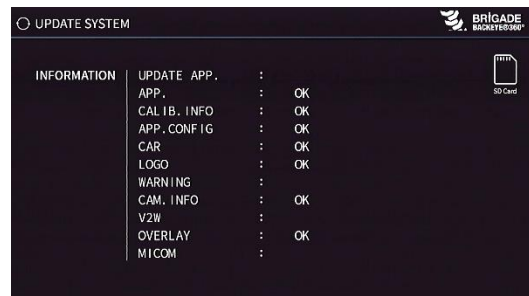 UPDATE SYSTEM
BRIGADE
BACKEYE®360°
SD Card
INFORMATION
UPDATE APP. :
APP. : OK
CALIB.INFO : OK
APP.CONFIG : OK
CAR : OK
LOGO : OK
WARNING :
CAM.INFO : OK
V2W :
OVERLAY : OK
MICOM :